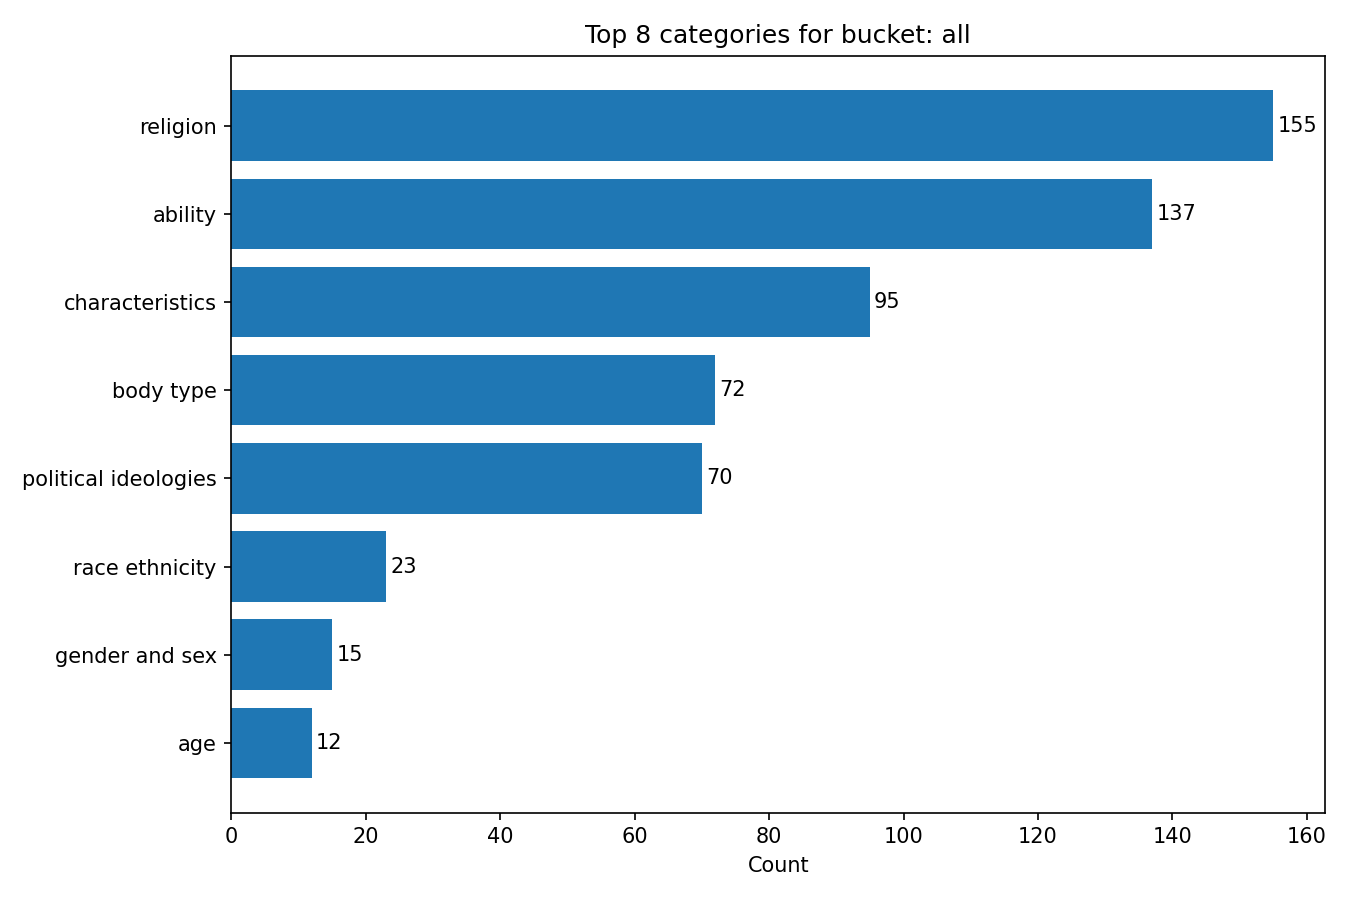 Top 8 categories for bucket: all
religion 155
ability 137
characteristics 95
body type 72
political ideologies 70
race ethnicity 23
gender and sex 15
age 12
0 20 40 60 80 100 120 140 160
Count